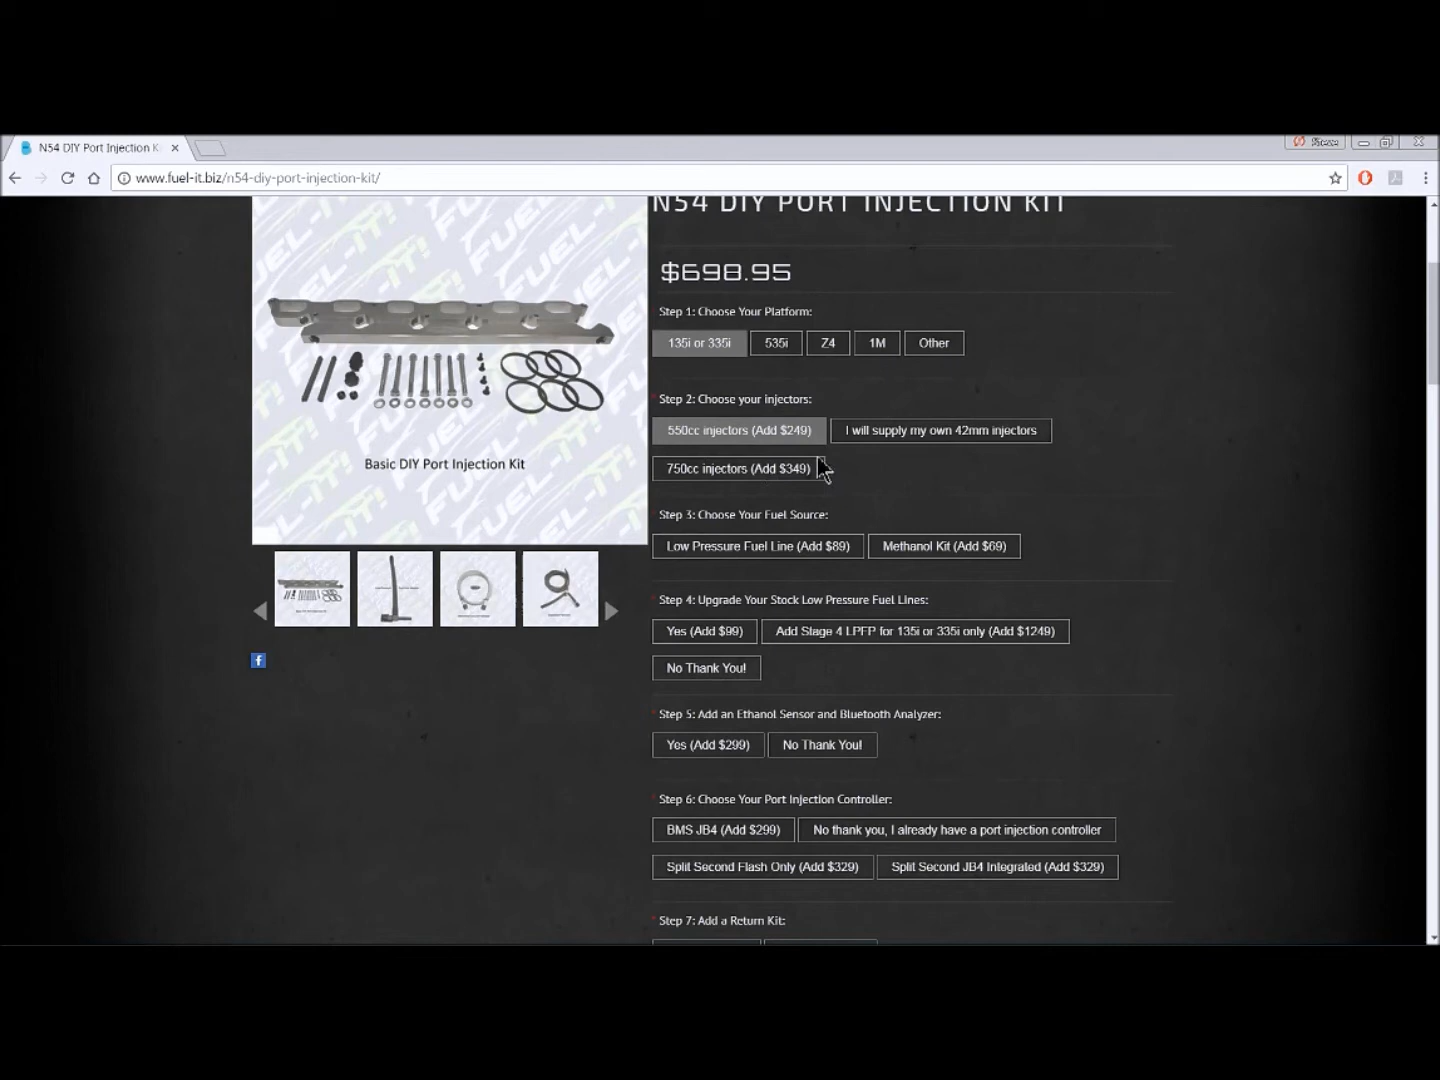 N54 DIY Port Injection K
www.fuel-it.biz/n54-diy-port-injection-kit/
N54 DIY PORT INJECTION KIT
$698.95
Step 1: Choose Your Platform:
135i or 335i 535i Z4 1M Other
* Step 2: Choose your injectors:
550cc injectors (Add $249) I will supply my own 42mm injectors
750cc injectors (Add $349)
Basic DIY Port Injection Kit
Step 3: Choose Your Fuel Source:
Low Pressure Fuel Line (Add $89) Methanol Kit (Add $69)
* Step 4: Upgrade Your Stock Low Pressure Fuel Lines:
Yes (Add $99) Add Stage 4 LPFP for 135i or 335i only (Add $1249)
No Thank You!
f
* Step 5: Add an Ethanol Sensor and Bluetooth Analyzer:
Yes (Add $299) No Thank You!
* Step 6: Choose Your Port Injection Controller:
BMS JB4 (Add $299) No thank you, I already have a port injection controller
Split Second Flash Only (Add $329) Split Second JB4 Integrated (Add $329)
* Step 7: Add a Return Kit:
FUEL-IT!